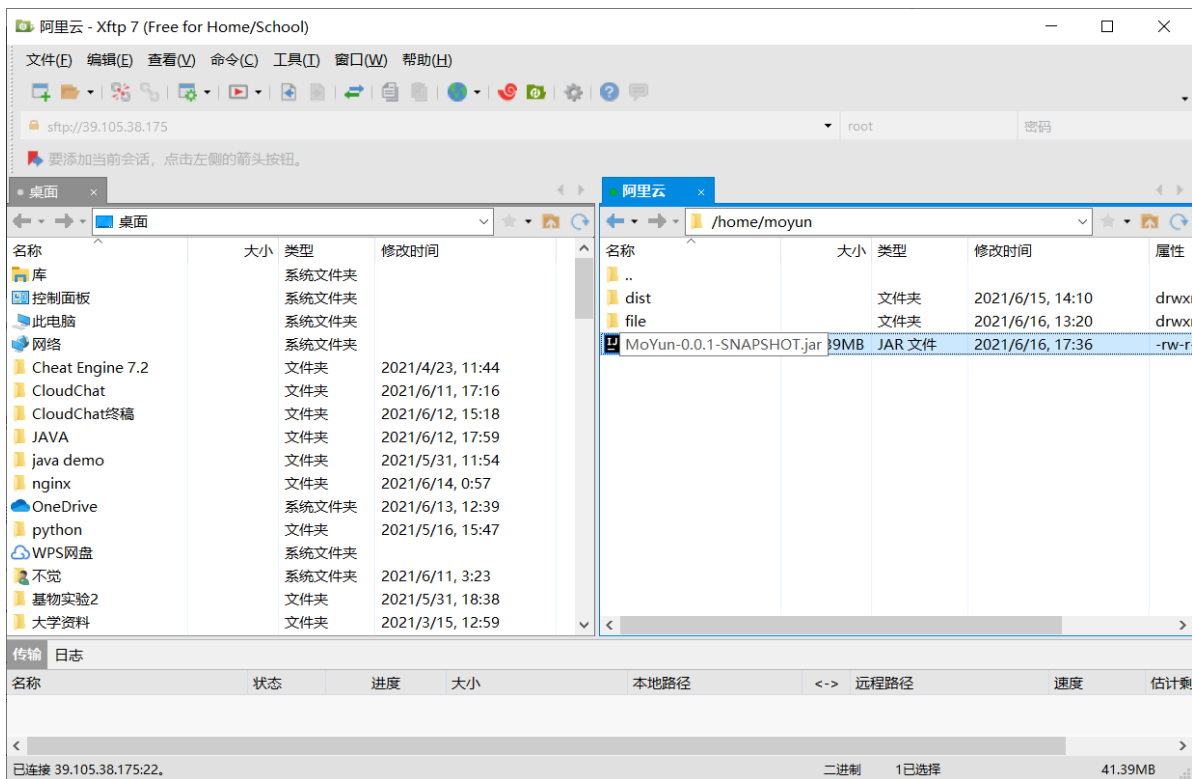 阿里云 - Xftp 7 (Free for Home/School)
文件(F) 编辑(E) 查看(V) 命令(C) 工具(T) 窗口(W) 帮助(H)
sftp://39.105.38.175 root 密码
要添加当前会话，点击左侧的箭头按钮。
桌面 × 阿里云 ×
桌面 /home/moyun
名称 大小 类型 修改时间 名称 大小 类型 修改时间 属性
库 系统文件夹 ..
控制面板 系统文件夹 dist 文件夹 2021/6/15, 14:10
此电脑 系统文件夹 file 文件夹 2021/6/16, 13:20
网络 系统文件夹 MoYun-0.0.1-SNAPSHOT.jar 39MB JAR 文件 2021/6/16, 17:36 -rw-r-
Cheat Engine 7.2 文件夹 2021/4/23, 11:44
CloudChat 文件夹 2021/6/11, 17:16
CloudChat终稿 文件夹 2021/6/12, 15:18
JAVA 文件夹 2021/6/12, 17:59
java demo 文件夹 2021/5/31, 11:54
nginx 文件夹 2021/6/14, 0:57
OneDrive 系统文件夹 2021/6/13, 12:39
python 文件夹 2021/5/16, 15:47
WPS网盘 系统文件夹
不觉 系统文件夹 2021/6/11, 3:23
基物实验2 文件夹 2021/5/31, 18:38
大学资料 文件夹 2021/3/15, 12:59
传输 日志
名称 状态 进度 大小 本地路径 <-> 远程路径 速度 估计剩
已连接 39.105.38.175:22。 二进制 1已选择 41.39MB